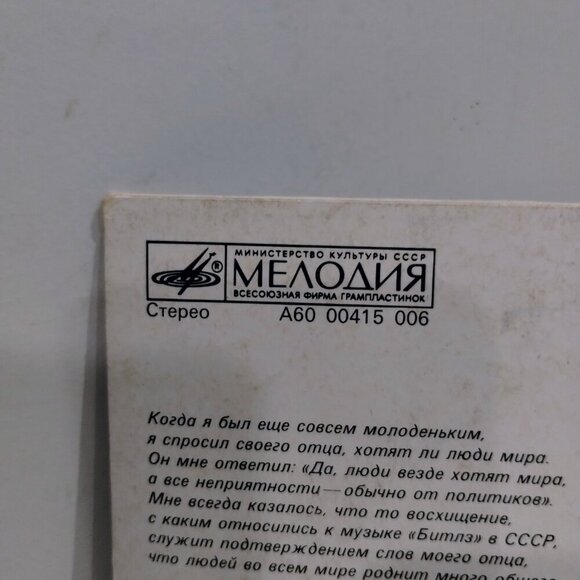 МИНИСТЕРСТВО КУЛЬТУРЫ СССР
® МЕЛОДИЯ
ВСЕСОЮЗНАЯ ФИРМА ГРАМПЛАСТИНОК
Стерео А60 00415 006
Когда я был еще совсем молоденьким,
я спросил своего отца, хотят ли люди мира.
Он мне ответил: «Да, люди везде хотят мира,
а все неприятности — обычно от политиков».
Мне всегда казалось, что то восхищение,
с каким относились к музыке «Битлз» в СССР,
служит подтверждением слов моего отца,
что людей во всем мире роднит много